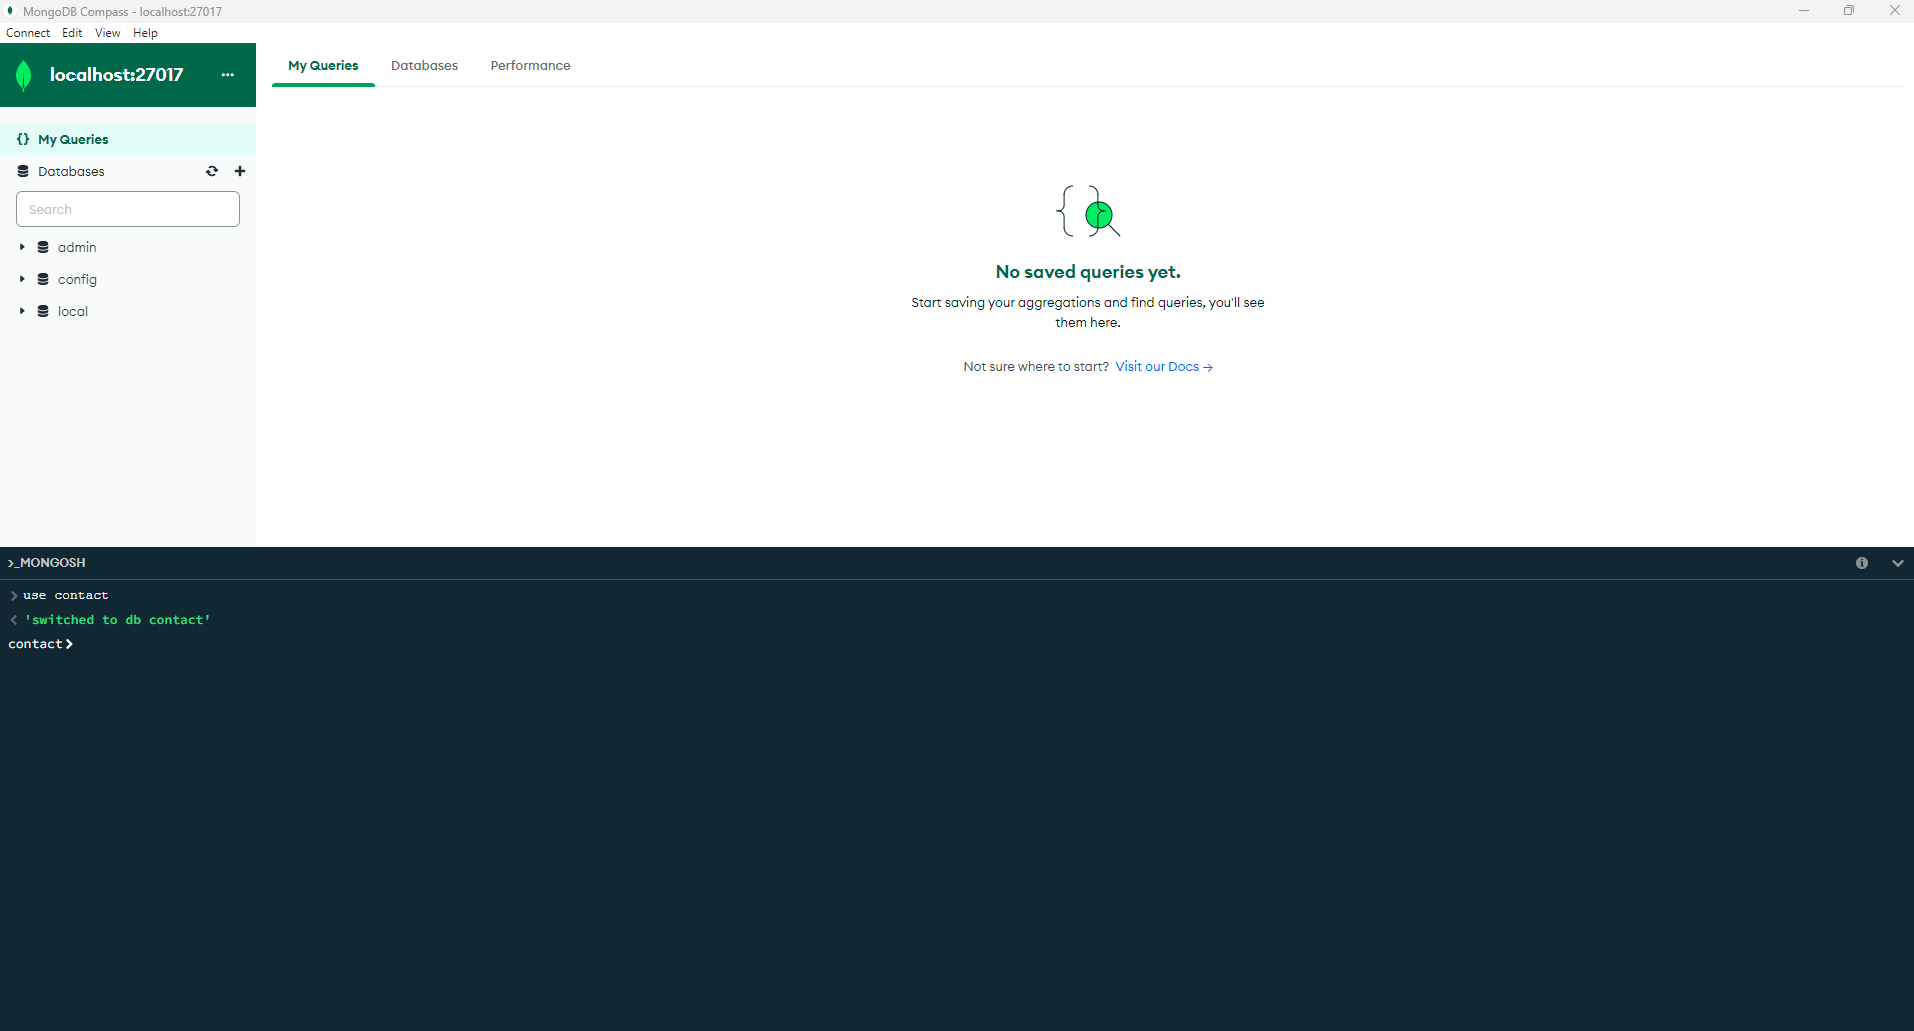 MongoDB Compass - localhost:27017
Connect Edit View Help
localhost:27017 ...
My Queries Databases Performance
{} My Queries
Databases
Search
admin
config
local
No saved queries yet.
Start saving your aggregations and find queries, you'll see
them here.
Not sure where to start? Visit our Docs →
>_MONGOSH
> use contact
< 'switched to db contact'
contact>